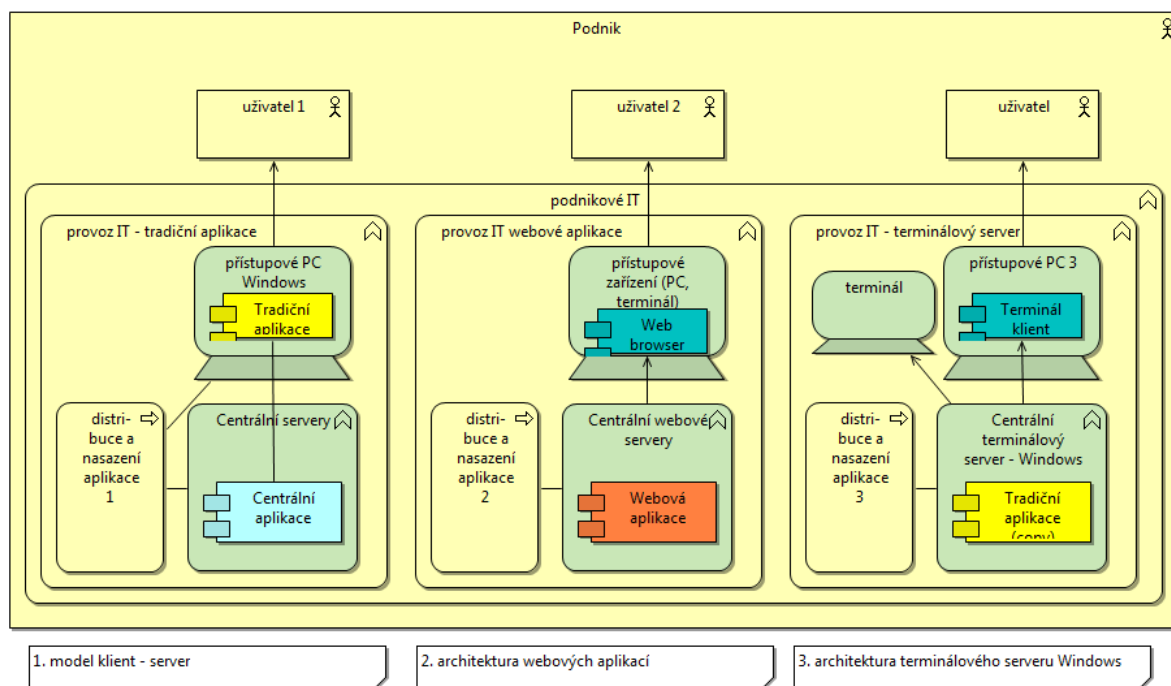 Podnik
uživatel 1
uživatel 2
uživatel
podnikové IT
provoz IT - tradiční aplikace
přístupové PC
Windows
Tradiční
aplikace
distri-
buce a
nasazení
aplikace
1
Centrální servery
Centrální
aplikace
provoz IT webové aplikace
přístupové
zařízení (PC,
terminál)
Web
browser
distri-
buce a
nasazení
aplikace
2
Centrální webové
servery
Webová
aplikace
provoz IT - terminálový server
terminál
přístupové PC 3
Terminál
klient
distri-
buce a
nasazení
aplikace
3
Centrální
terminálový
server - Windows
Tradiční
aplikace
(copy)
1. model klient - server
2. architektura webových aplikací
3. architektura terminálového serveru Windows